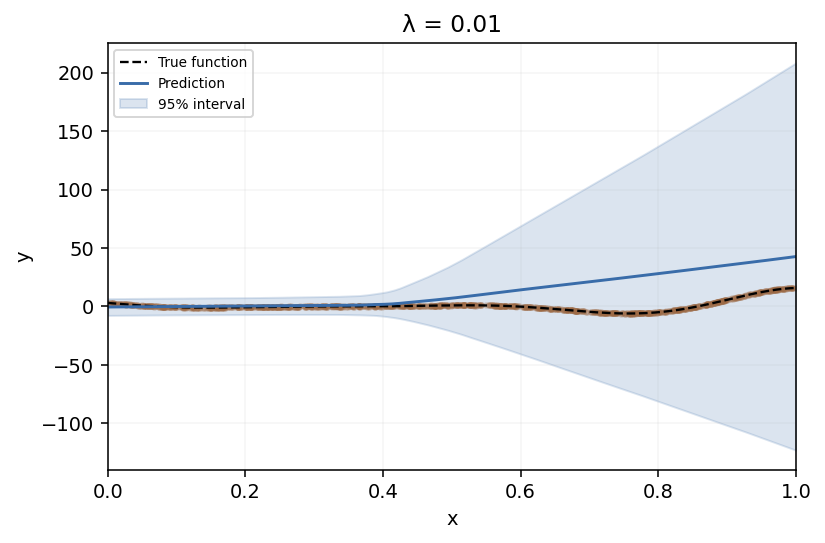 λ = 0.01
True function
Prediction
95% interval
200
150
100
50
0
−50
−100
y
0.0 0.2 0.4 0.6 0.8 1.0
x